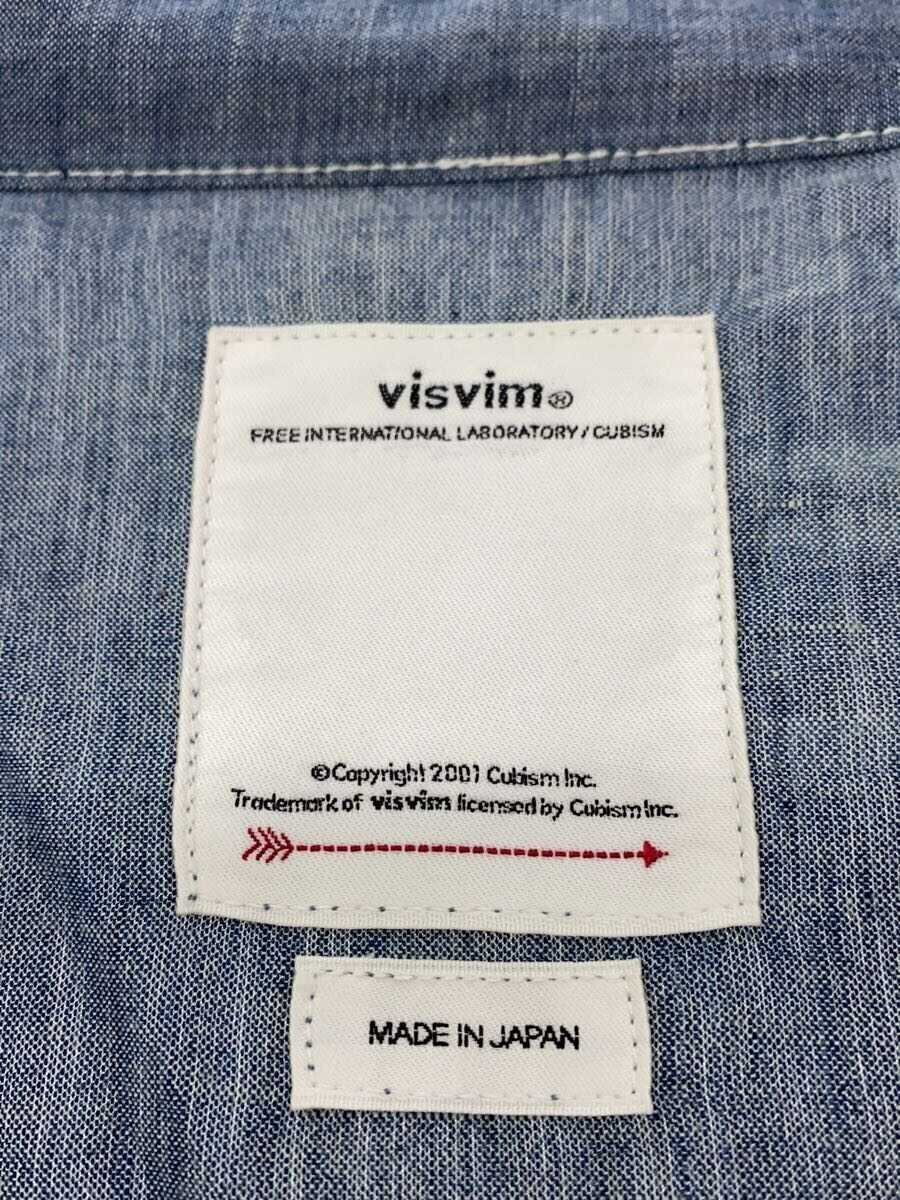 visvim®
FREE INTERNATIONAL LABORATORY / CUBISM
©Copyright 2001 Cubism Inc.
Trademark of visvim licensed by Cubism Inc.
MADE IN JAPAN